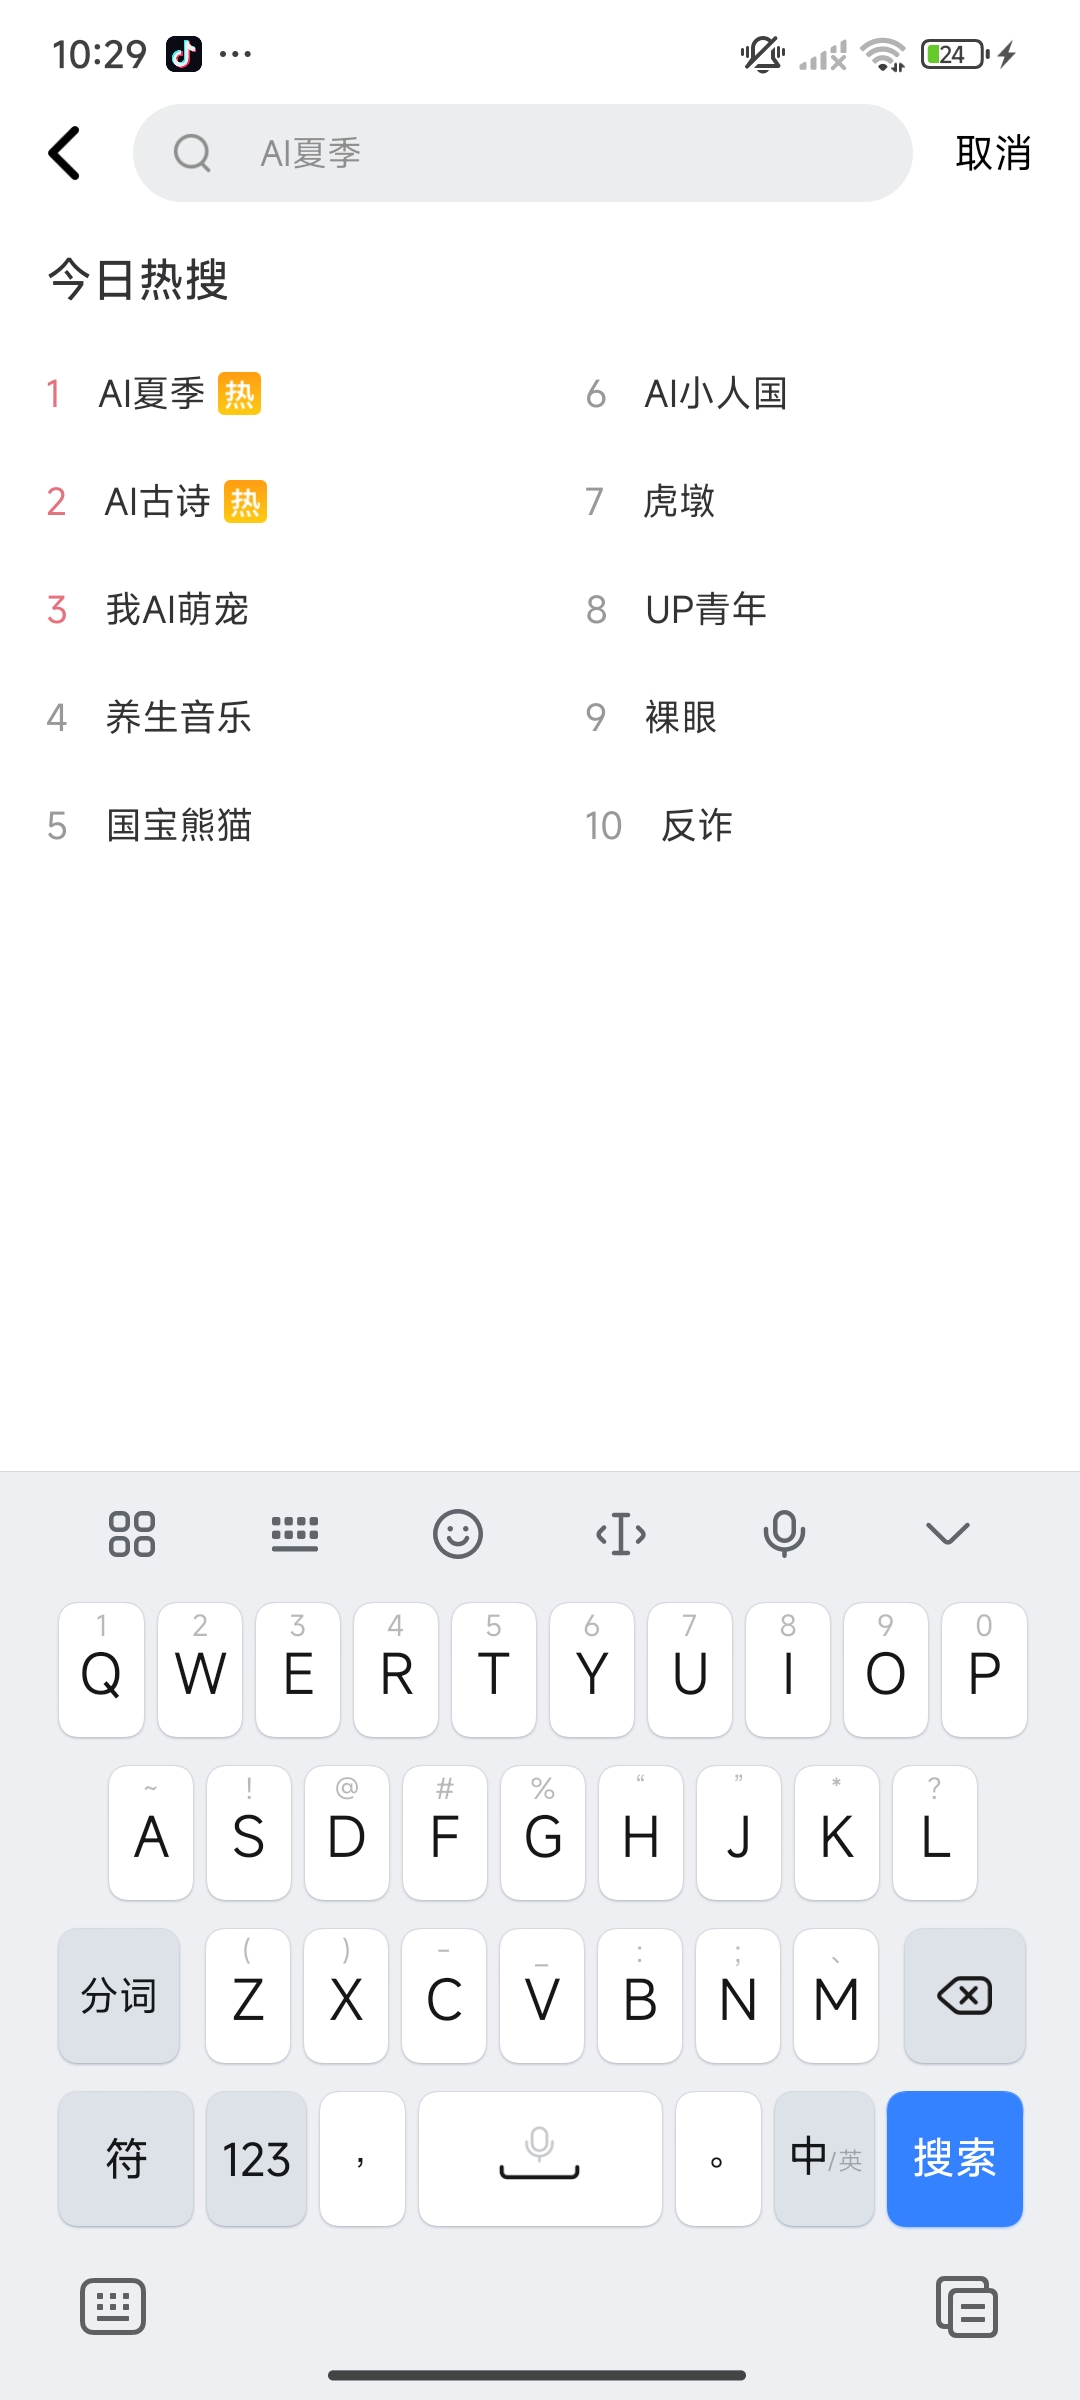 10:29 ... 24
AI夏季 取消
今日热搜
1 AI夏季 热
6 AI小人国
2 AI古诗 热
7 虎墩
3 我AI萌宠
8 UP青年
4 养生音乐
9 裸眼
5 国宝熊猫
10 反诈
1 2 3 4 5 6 7 8 9 0
Q W E R T Y U I O P
~ ! @ # % “ ” * ?
A S D F G H J K L
( ) - _ : ; 、
分词 Z X C V B N M
符 123 , 。 中/英 搜索